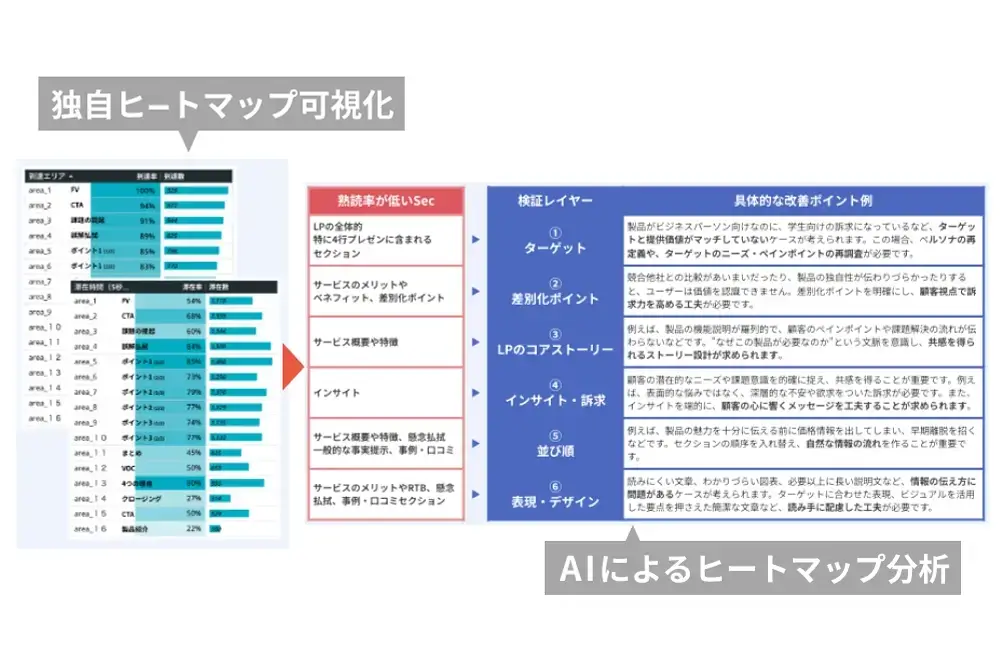 独自ヒートマップ可視化
到達エリア 到達率 到達数
area_1 FV 100%
area_2 CTA 94%
area_3 課題の 91%
area_4 誤解払拭 89%
area_5 ポイント1 85%
area_6 ポイント1 83%
area_7
area_8
area_9
area_10
area_11
area_12
area_13
area_14
area_15
area_16
滞在時間（5秒... 滞在率 滞在数
area_1 FV 54%
area_2 CTA 68%
area_3 課題の 60%
area_4 誤解払拭 84%
area_5 ポイント1 85%
area_6 ポイント1 73%
area_7 ポイント2 79%
area_8 ポイント2 77%
area_9 ポイント3 74%
area_10 ポイント3 77%
area_11 まとめ 45%
area_12 VOC 50%
area_13 4つの 80%
area_14 クロージング 27%
area_15 CTA 50%
area_16 製品紹介 22%
熟読率が低いSec
LPの全体的
特に4行プレゼンに含まれる
セクション
サービスのメリットや
ベネフィット、差別化ポイント
サービス概要や特徴
インサイト
サービス概要や特徴、懸念払拭
一般的な事実提示、事例・口コミ
サービスのメリットやRTB、懸念
払拭、事例・口コミセクション
検証レイヤー
①
ターゲット
②
差別化ポイント
③
LPのコアストーリー
④
インサイト・訴求
⑤
並び順
⑥
表現・デザイン
具体的な改善ポイント例
製品がビジネスパーソン向けなのに、学生向けの訴求になっているなど、ターゲッ
トと提供価値がマッチしていないケースが考えられます。この場合、ペルソナの再
定義や、ターゲットのニーズ・ペインポイントの再調査が必要です。
競合他社との比較があいまいだったり、製品の独自性が伝わりづらかったりする
と、ユーザーは価値を認識できません。差別化ポイントを明確にし、顧客視点で訴
求力を高める工夫が必要です。
例えば、製品の機能説明が羅列的で、顧客のペインポイントや課題解決の流れが伝
わらないなどです。"なぜこの製品が必要なのか"という文脈を意識し、共感を得ら
れるストーリー設計が求められます。
顧客の潜在的なニーズや課題意識を的確に捉え、共感を得ることが重要です。例え
ば、表面的な悩みではなく、深層的な不安や欲求をついた訴求が必要です。また、
インサイトを端的に、顧客の心に響くメッセージを工夫することが求められます。
例えば、製品の魅力を十分に伝える前に価格情報を出してしまい、早期離脱を招く
などです。セクションの順序を入れ替え、自然な情報の流れを作ることが重要で
す。
読みにくい文章、わかりづらい図表、必要以上に長い説明文など、情報の伝え方に
問題があるケースが考えられます。ターゲットに合わせた表現、ビジュアルを活用
した要点を押さえた簡潔な文章など、読み手に配慮した工夫が必要です。
AIによるヒートマップ分析